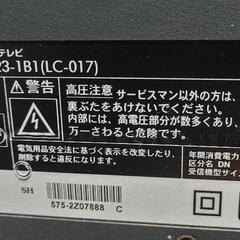 テレビ
23-1B1(LC-017)
警告
高圧注意 サービスマン以外の方は、
裏ぶたをあけないでください。
内部には、高電圧部分が数多くあり、
万一さわると危険です。
電気用品安全法に基づく表示を改変したり、
削除すると違反になります。
年間消費電力
区分名 DN
受信機型サイズ
SH
575-2Z07888 C